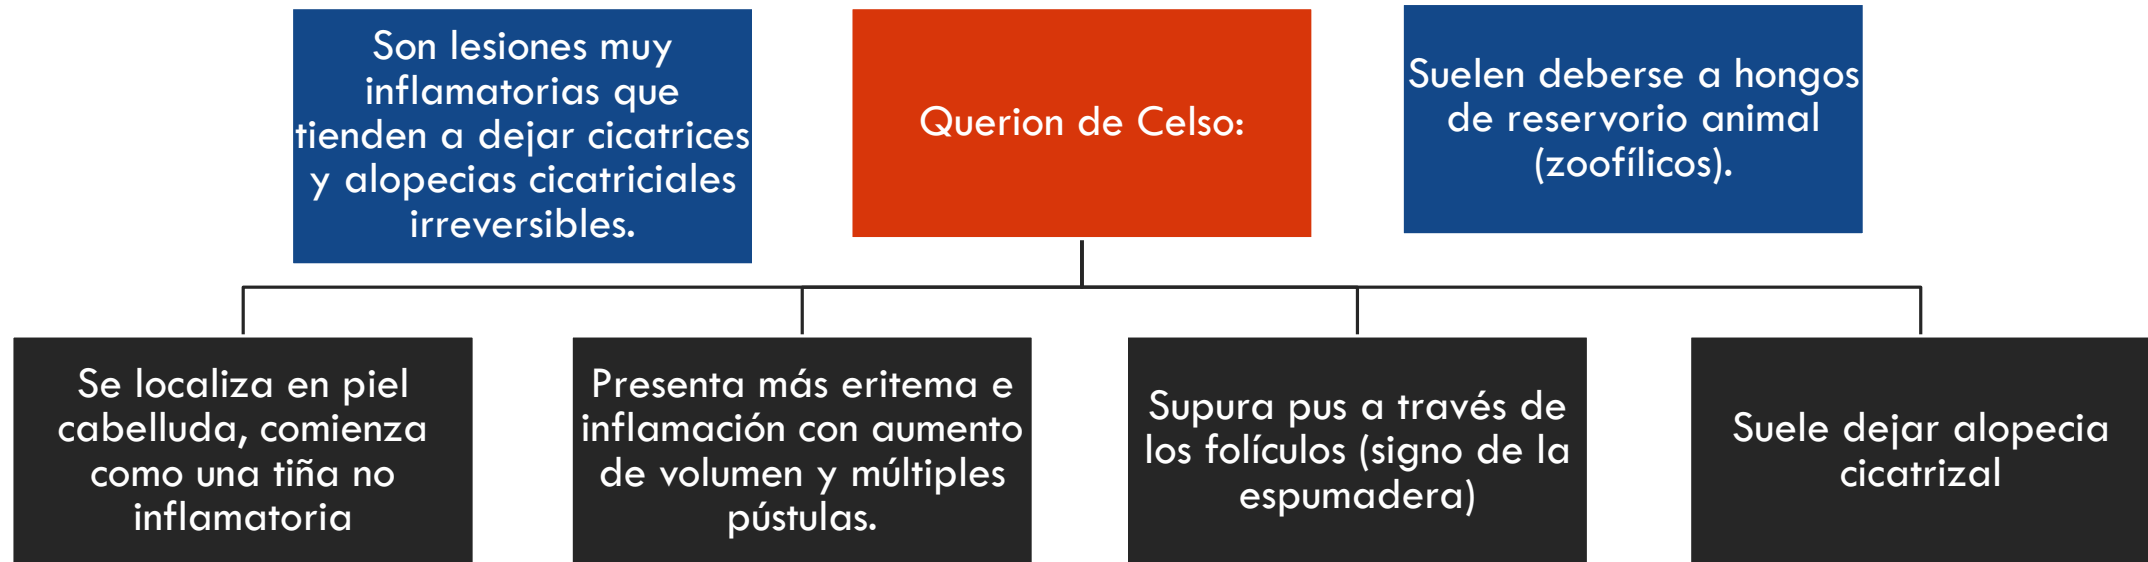 Son lesiones muy
inflamatorias que
tienden a dejar cicatrices
y alopecias cicatriciales
irreversibles.
Querion de Celso:
Suelen deberse a hongos
de reservorio animal
(zoofílicos).
Se localiza en piel
cabelluda, comienza
como una tiña no
inflamatoria
Presenta más eritema e
inflamación con aumento
de volumen y múltiples
pústulas.
Supura pus a través de
los folículos (signo de la
espumadera)
Suele dejar alopecia
cicatrizal